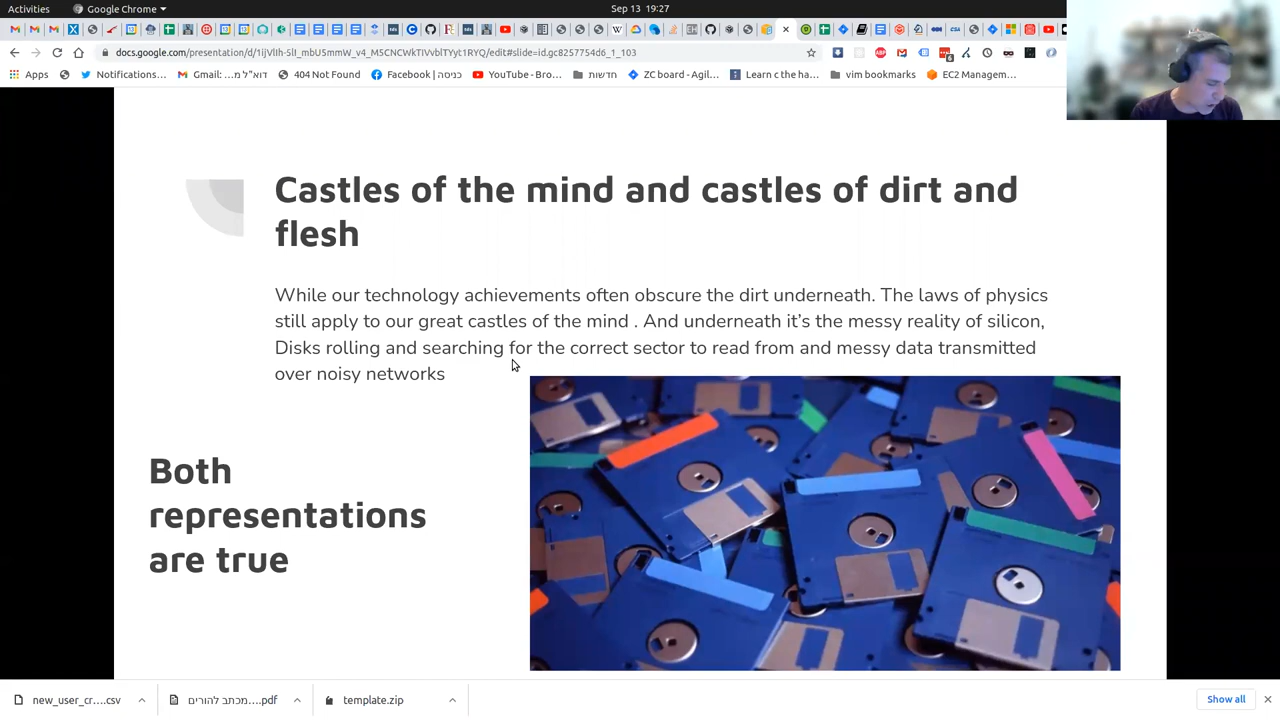 Activities
Google Chrome
Sep 13 19:27
docs.google.com/presentation/d/1ijVlIh-slI_mbU5mmW_v4_M5CNCWkTIVvblTYyt1RYQ/edit#slide=id.gc8257754d6_1_103
Apps
Notifications...
Gmail: דוא"ל מ...
404 Not Found
Facebook | כניסה
YouTube - Bro...
חדשות
ZC board - Agil...
Learn c the ha...
vim bookmarks
EC2 Managem...
Castles of the mind and castles of dirt and
flesh
While our technology achievements often obscure the dirt underneath. The laws of physics
still apply to our great castles of the mind . And underneath it's the messy reality of silicon,
Disks rolling and searching for the correct sector to read from and messy data transmitted
over noisy networks
Both
representations
are true
new_user_cr....csv
מכתב להורים....pdf
template.zip
Show all